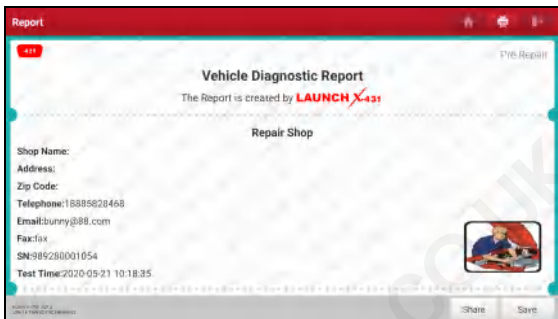 Report
431
Pre Repair
Vehicle Diagnostic Report
The Report is created by LAUNCH X-431
Repair Shop
Shop Name:
Address:
Zip Code:
Telephone:18885828468
Email:bunny@88.com
Fax:fax
SN:989280001054
Test Time:2020-05-21 10:18:35
Share
Save